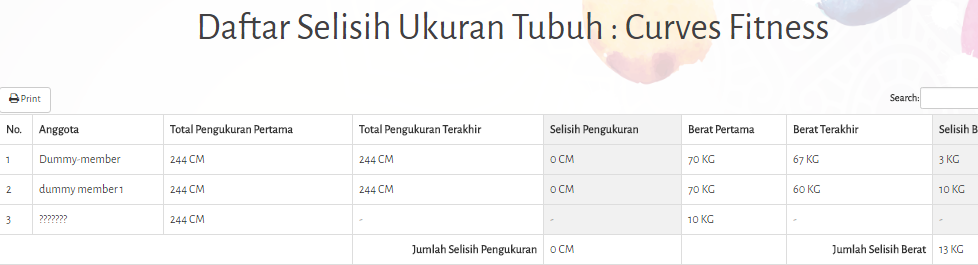 Daftar Selisih Ukuran Tubuh : Curves Fitness
Print
Search:
No. Anggota Total Pengukuran Pertama Total Pengukuran Terakhir Selisih Pengukuran Berat Pertama Berat Terakhir Selisih B
1 Dummy-member 244 CM 244 CM 0 CM 70 KG 67 KG 3 KG
2 dummy member 1 244 CM 244 CM 0 CM 70 KG 60 KG 10 KG
3 ??????? 244 CM - - 10 KG - -
Jumlah Selisih Pengukuran 0 CM Jumlah Selisih Berat 13 KG